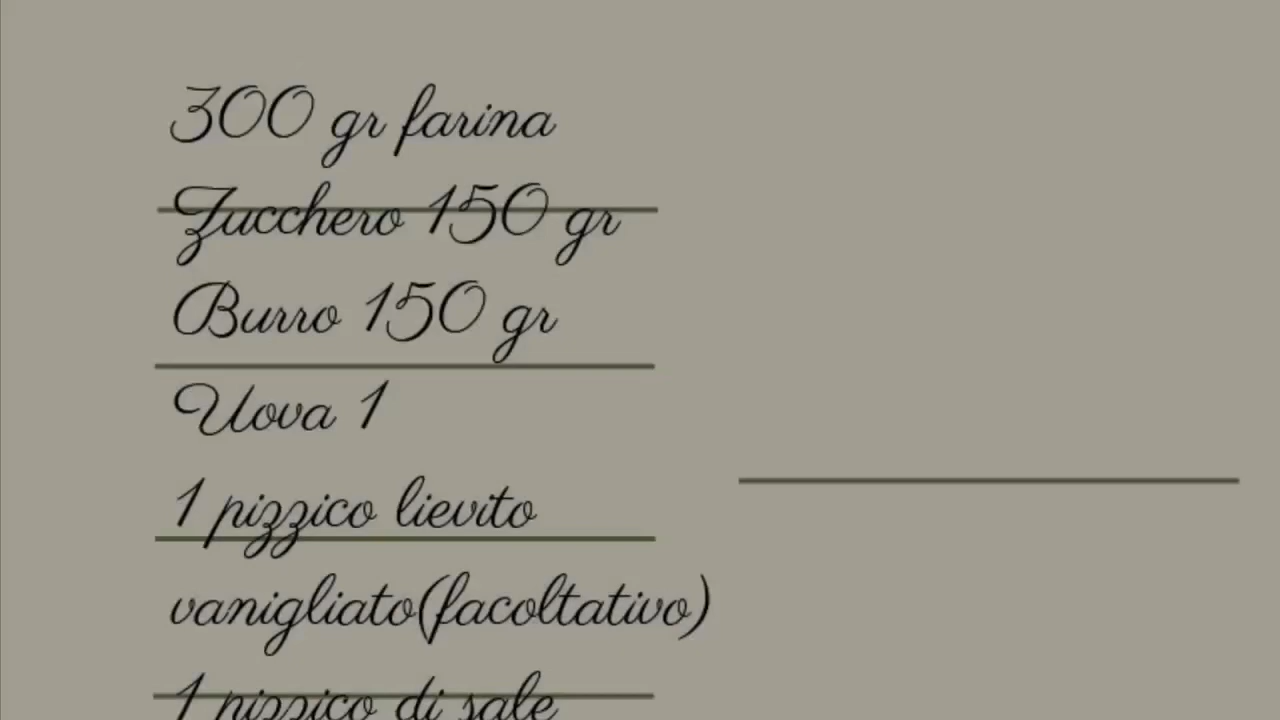 300 gr farina
Zucchero 150 gr
Burro 150 gr
Uova 1
1 pizzico lievito
vanigliato(facoltativo)
1 pizzico di sale